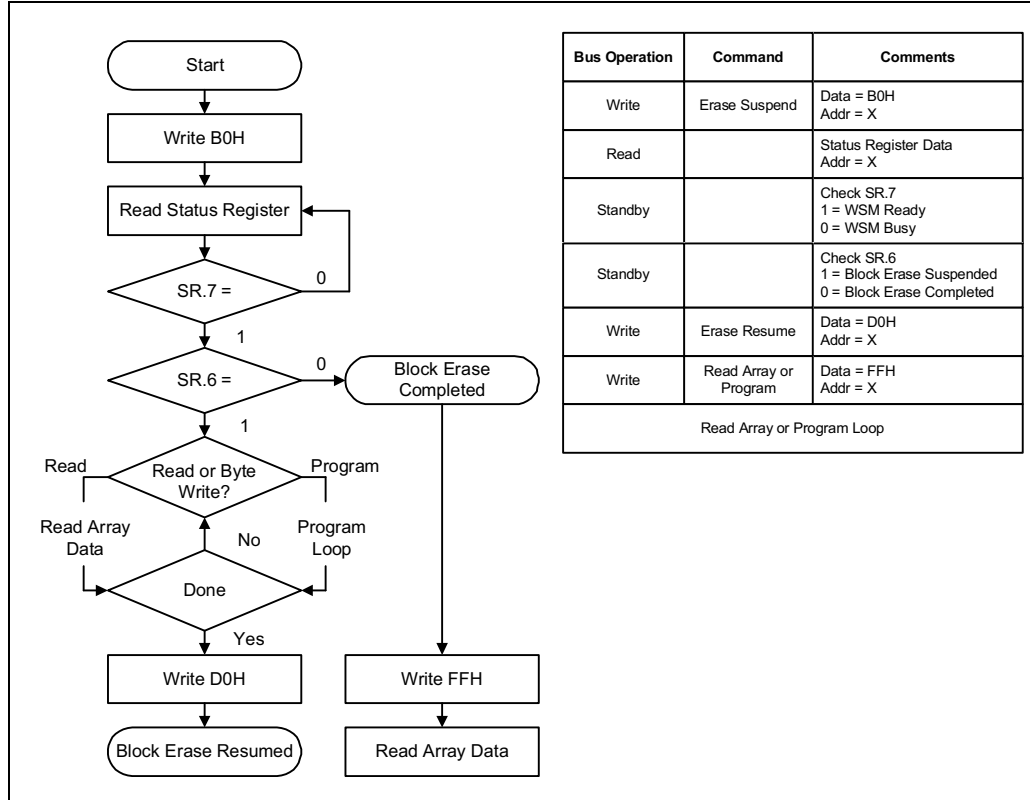 Start
Write B0H
Read Status Register
SR.7 =
0
1
SR.6 =
0
Block Erase
Completed
1
Read or Byte
Write?
Read
Program
Read Array
Data
Program
Loop
No
Done
Yes
Write D0H
Write FFH
Block Erase Resumed
Read Array Data
Bus Operation Command Comments
Write Erase Suspend Data = B0H
Addr = X
Read Status Register Data
Addr = X
Standby Check SR.7
1 = WSM Ready
0 = WSM Busy
Standby Check SR.6
1 = Block Erase Suspended
0 = Block Erase Completed
Write Erase Resume Data = D0H
Addr = X
Write Read Array or
Program
Data = FFH
Addr = X
Read Array or Program Loop